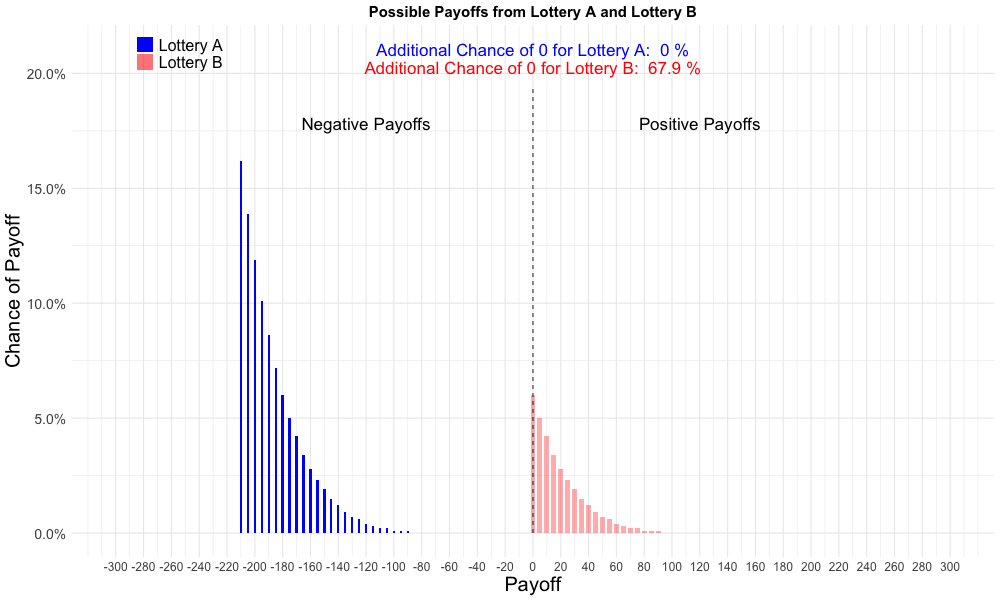 Possible Payoffs from Lottery A and Lottery B
Lottery A
Lottery B
Additional Chance of 0 for Lottery A:  0 %
Additional Chance of 0 for Lottery B:  67.9 %
Negative Payoffs
Positive Payoffs
Chance of Payoff
20.0%
15.0%
10.0%
5.0%
0.0%
-300 -280 -260 -240 -220 -200 -180 -160 -140 -120 -100 -80 -60 -40 -20 0 20 40 60 80 100 120 140 160 180 200 220 240 260 280 300
Payoff